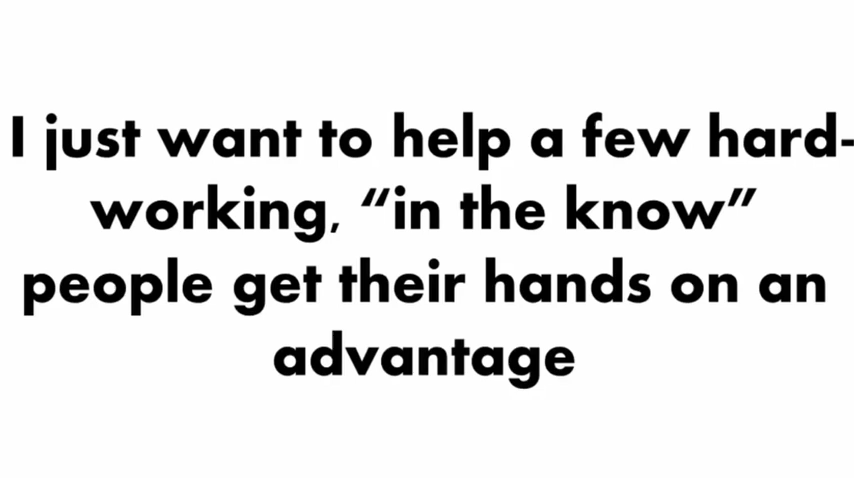 I just want to help a few hard-
working, “in the know”
people get their hands on an
advantage